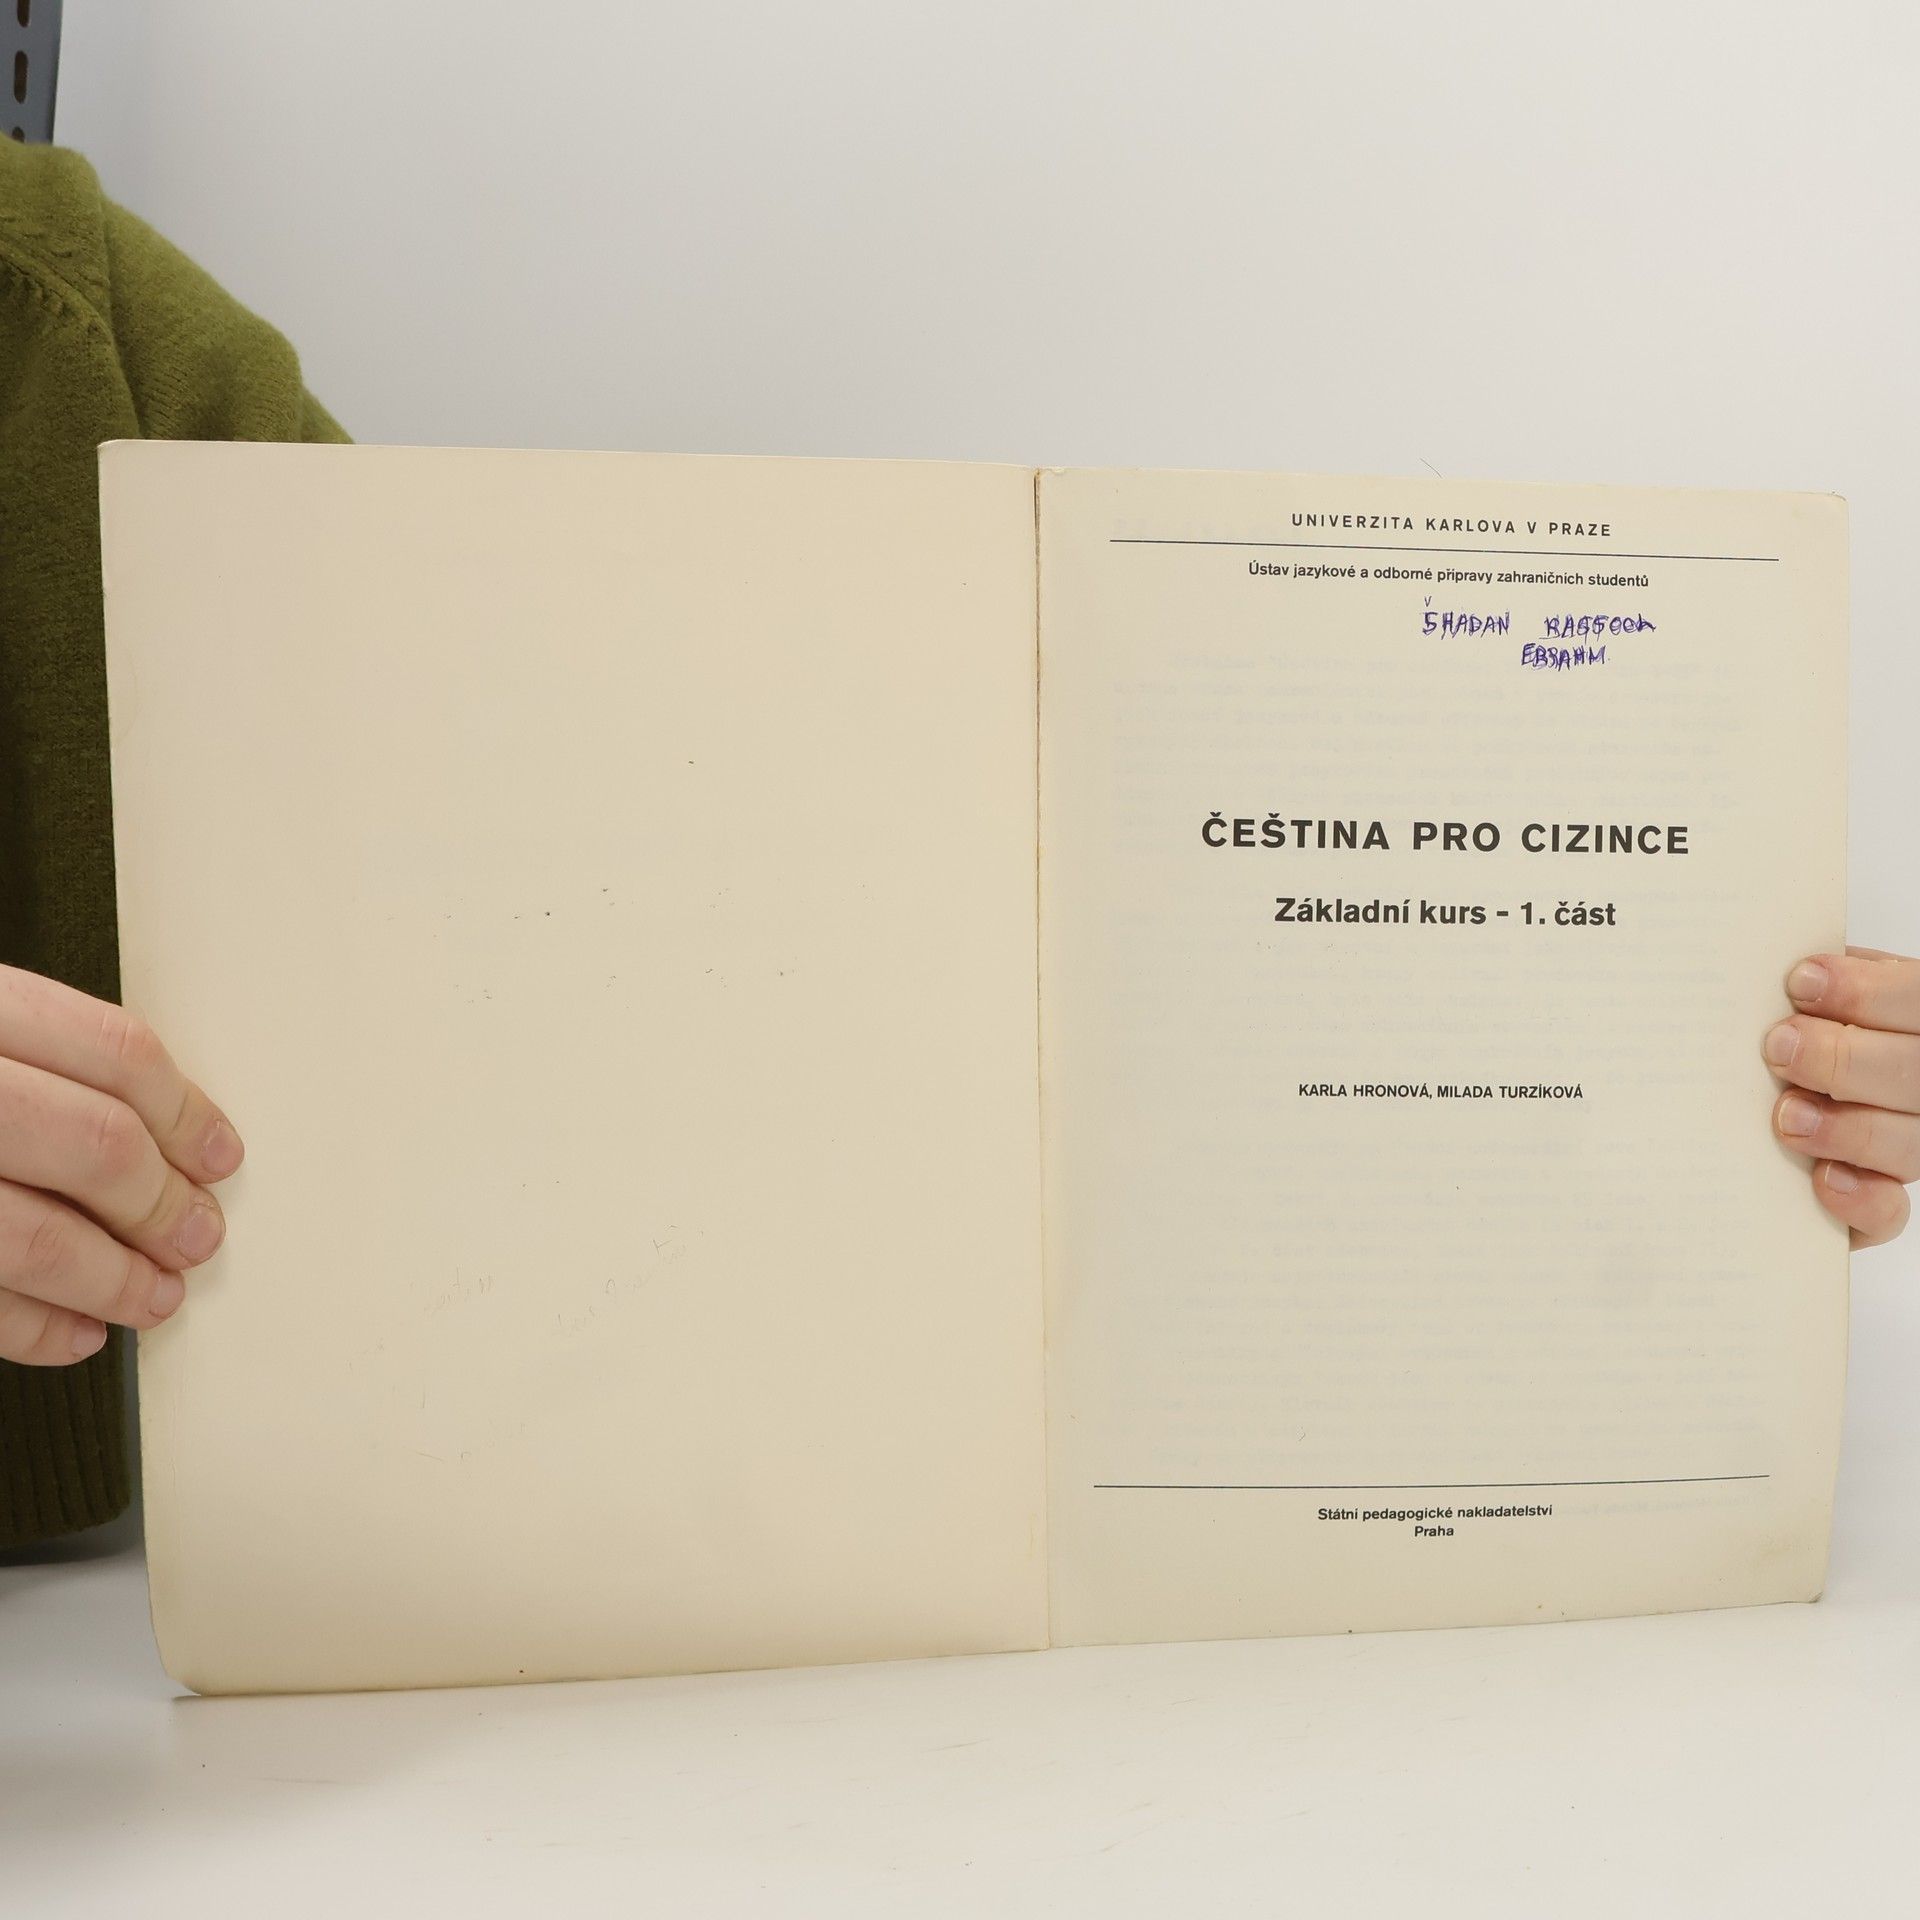 UNIVERZITA KARLOVA V PRAZE
Ústav jazykové a odborné přípravy zahraničních studentů
ŠHADAN
ČEŠTINA PRO CIZINCE
Základní kurs - 1. část
KARLA HRONOVÁ, MILADA TURZÍKOVÁ
Státní pedagogické nakladatelství
Praha